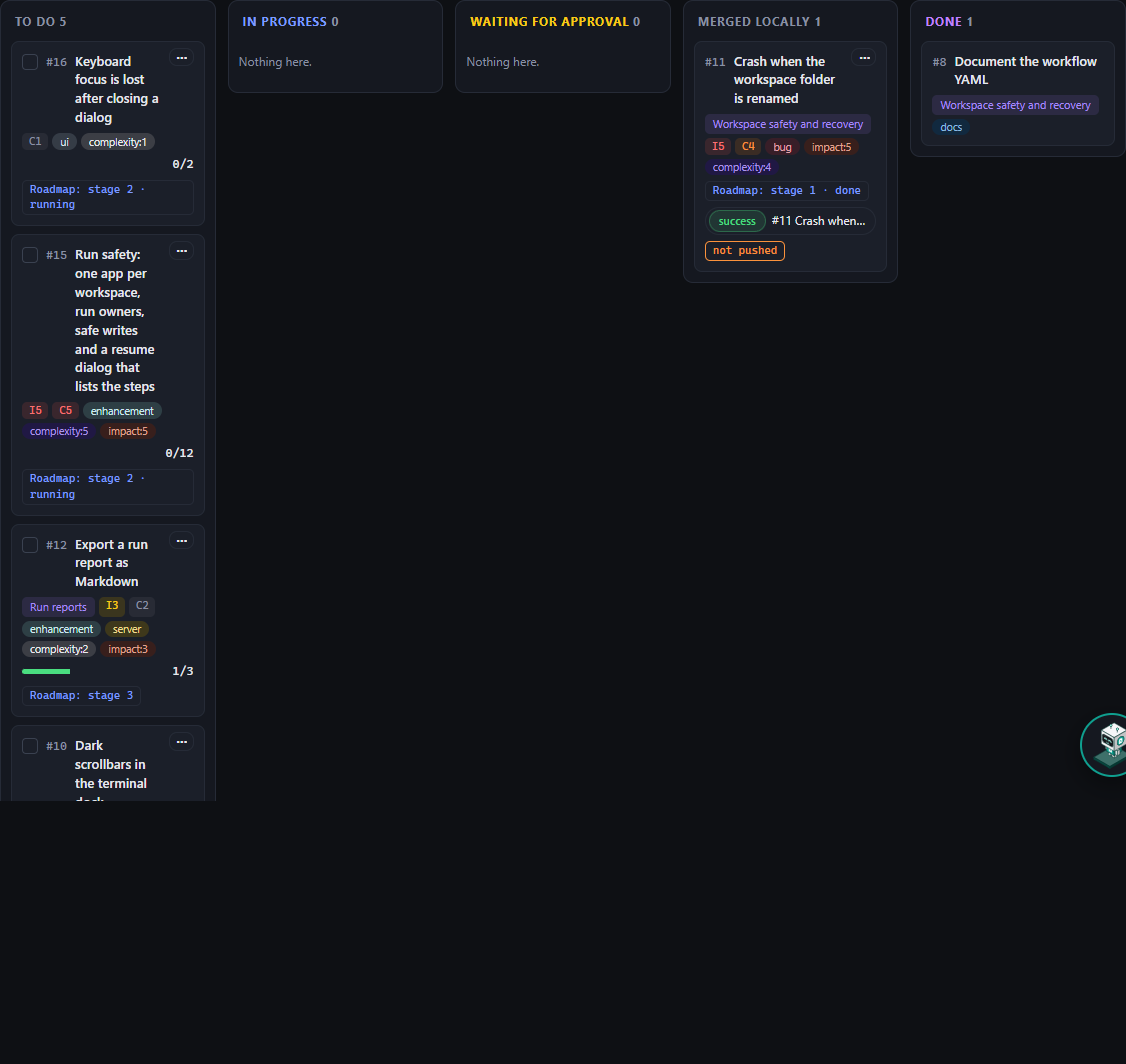 TO DO 5
#16 Keyboard
focus is lost
after closing a
dialog
C1 ui complexity:1
0/2
Roadmap: stage 2 ·
running
#15 Run safety:
one app per
workspace,
run owners,
safe writes
and a resume
dialog that
lists the steps
I5 C5 enhancement
complexity:5 impact:5
0/12
Roadmap: stage 2 ·
running
#12 Export a run
report as
Markdown
Run reports I3 C2
enhancement server
complexity:2 impact:3
1/3
Roadmap: stage 3
#10 Dark
scrollbars in
the terminal
dock
IN PROGRESS 0
Nothing here.
WAITING FOR APPROVAL 0
Nothing here.
MERGED LOCALLY 1
#11 Crash when the
workspace folder
is renamed
Workspace safety and recovery
I5 C4 bug impact:5
complexity:4
Roadmap: stage 1 · done
success #11 Crash when...
not pushed
DONE 1
#8 Document the workflow
YAML
Workspace safety and recovery
docs